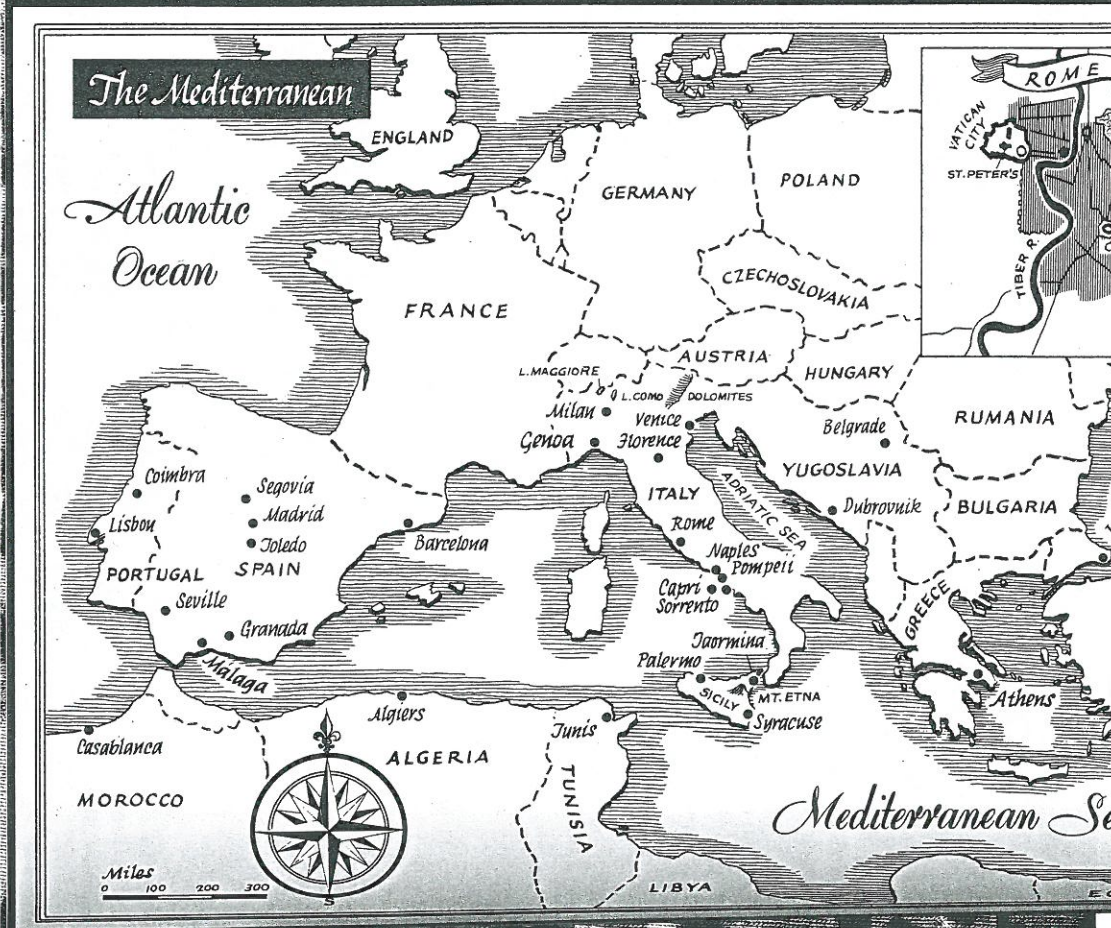 The Mediterranean
ROME
VATICAN
CITY
ST. PETER'S
TIBER R.
ENGLAND
Atlantic
Ocean
GERMANY
POLAND
CZECHOSLOVAKIA
FRANCE
AUSTRIA
HUNGARY
L. MAGGIORE
L. COMO
DOLOMITES
RUMANIA
Milan
Venice
Belgrade
Genoa
Florence
YUGOSLAVIA
Coimbra
Segovia
ITALY
ADRIATIC SEA
Dubrovnik
BULGARIA
Madrid
Lisbon
Rome
Toledo
Barcelona
Naples
Pompeii
PORTUGAL
SPAIN
Capri
Sorrento
Seville
GREECE
Granada
Taormina
Málaga
Palermo
SICILY
MT. ETNA
Athens
Algiers
Syracuse
Tunis
Casablanca
ALGERIA
MOROCCO
TUNISIA
Mediterranean Se
Miles
0 100 200 300
S
LIBYA